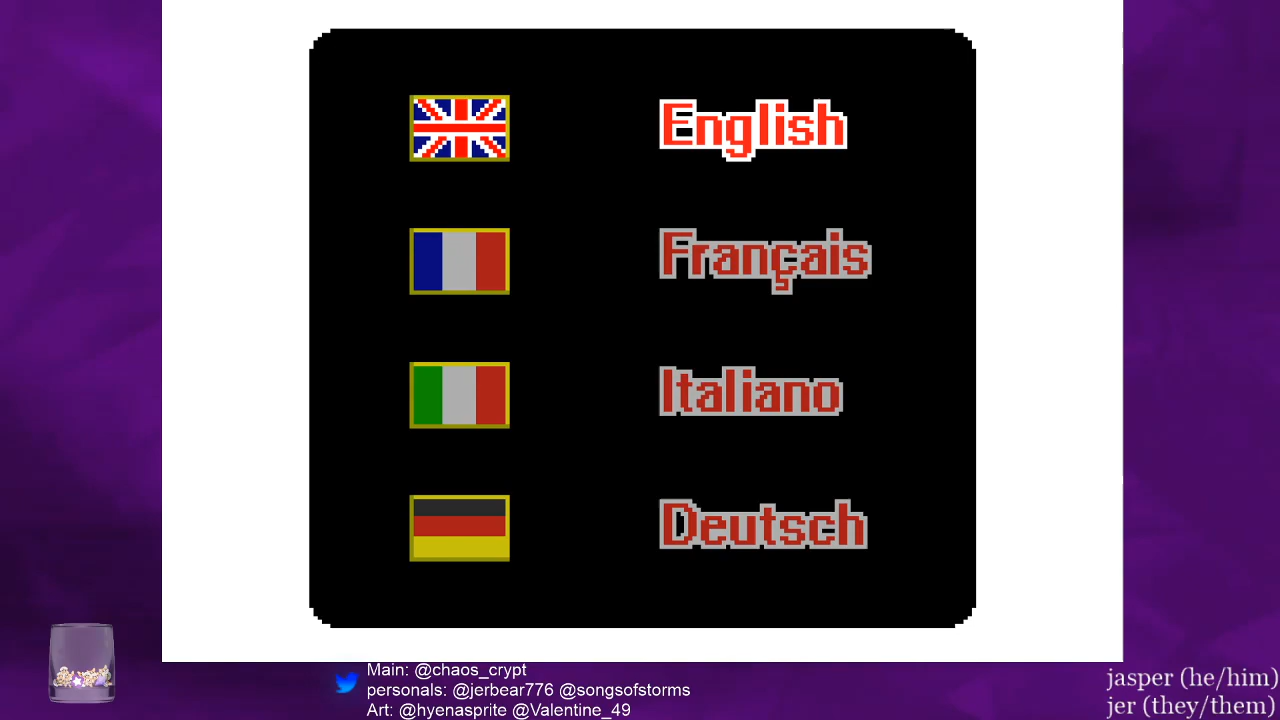 English
Français
Italiano
Deutsch
Main: @chaos_crypt
personals: @jerbear776 @songsofstorms
Art: @hyenasprite @Valentine_49
jasper (he/him)
jer (they/them)